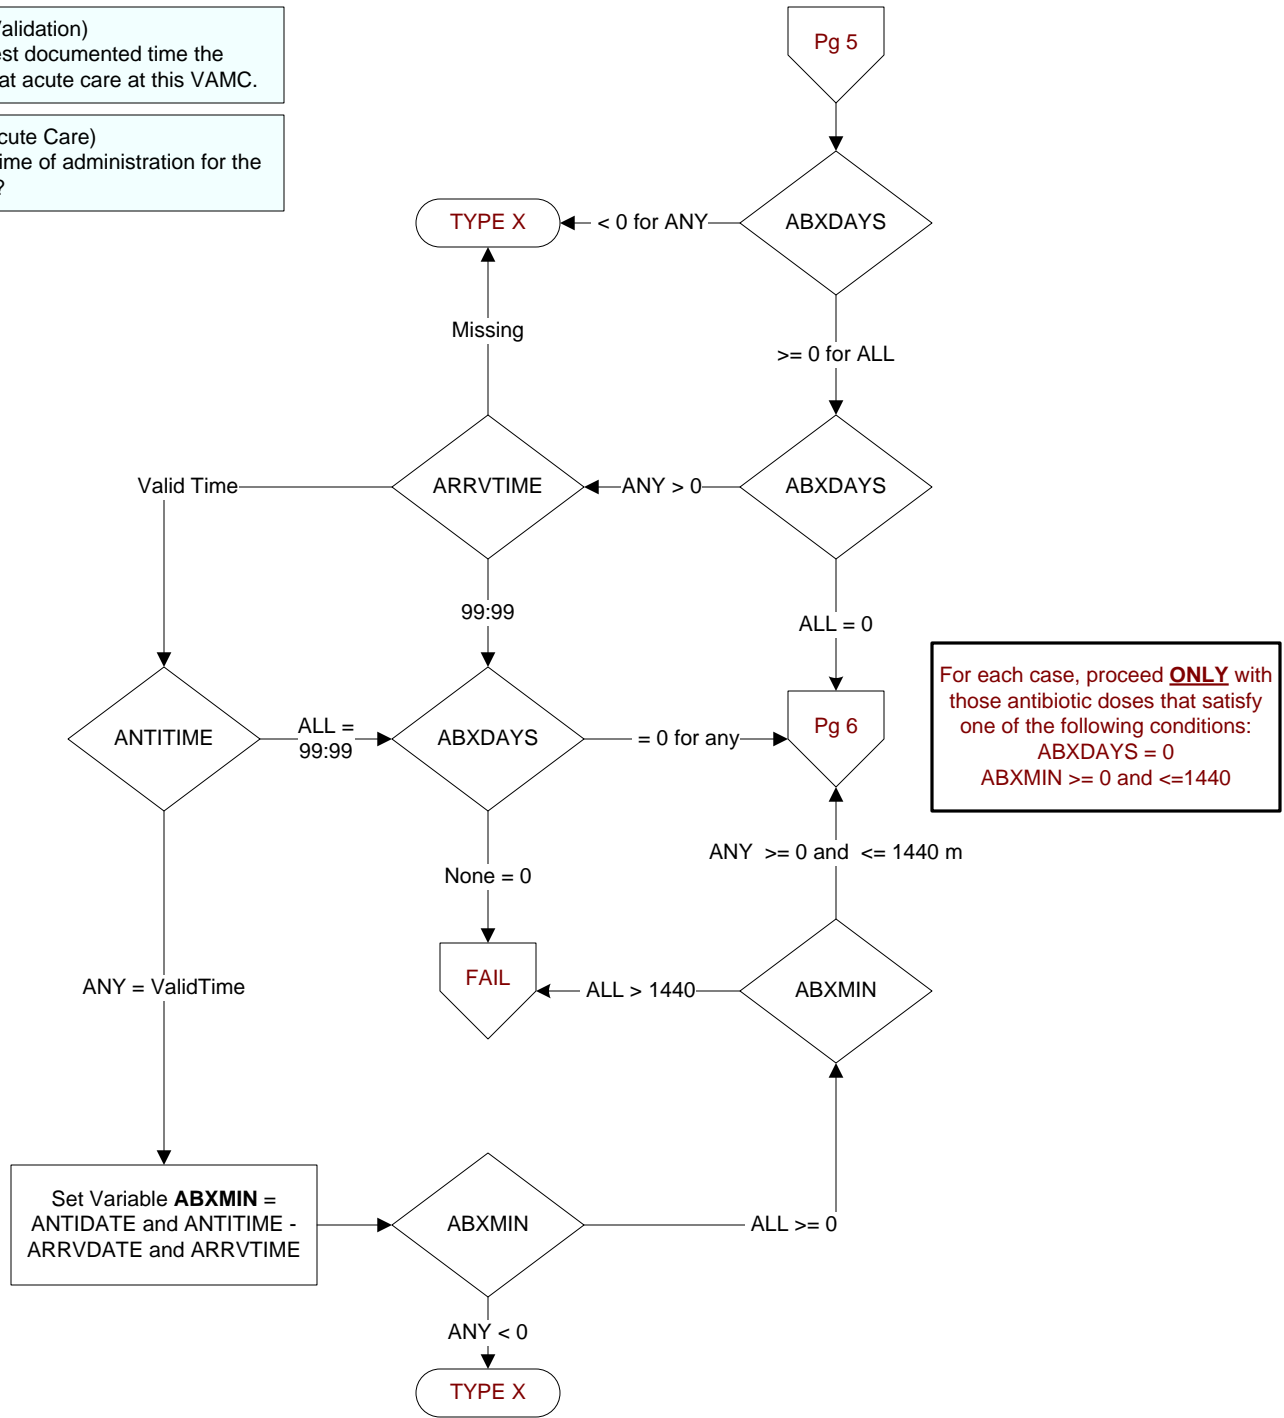 alidation)
est documented time the
at acute care at this VAMC.
cute Care)
ime of administration for the
?
Pg 5
TYPE X
< 0 for ANY
ABXDAYS
Missing
>= 0 for ALL
Valid Time
ARRVTIME
ANY > 0
ABXDAYS
99:99
ALL = 0
ANTITIME
ALL =
99:99
ABXDAYS
= 0 for any
Pg 6
For each case, proceed ONLY with
those antibiotic doses that satisfy
one of the following conditions:
ABXDAYS = 0
ABXMIN >= 0 and <=1440
ANY >= 0 and <= 1440 m
None = 0
ANY = ValidTime
FAIL
ALL > 1440
ABXMIN
Set Variable ABXMIN =
ANTIDATE and ANTITIME -
ARRVDATE and ARRVTIME
ABXMIN
ALL >= 0
ANY < 0
TYPE X